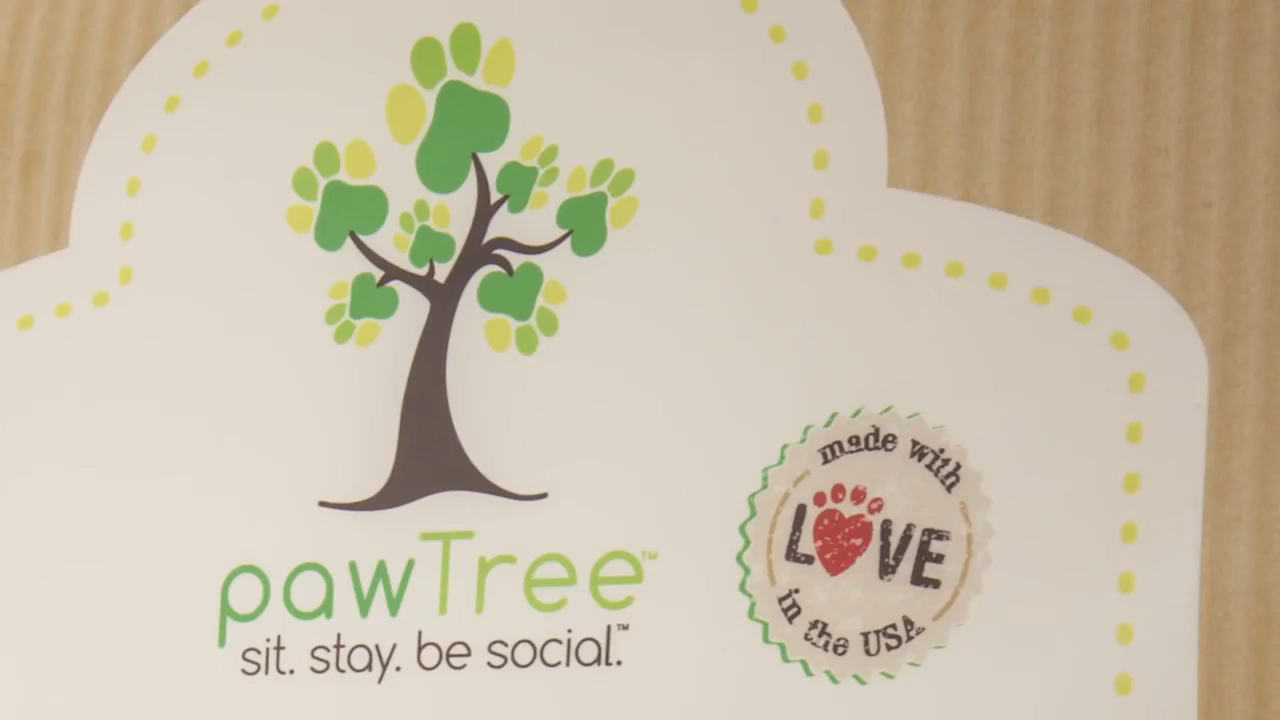 pawTree™
sit. stay. be social.™
made with
LOVE
in the USA